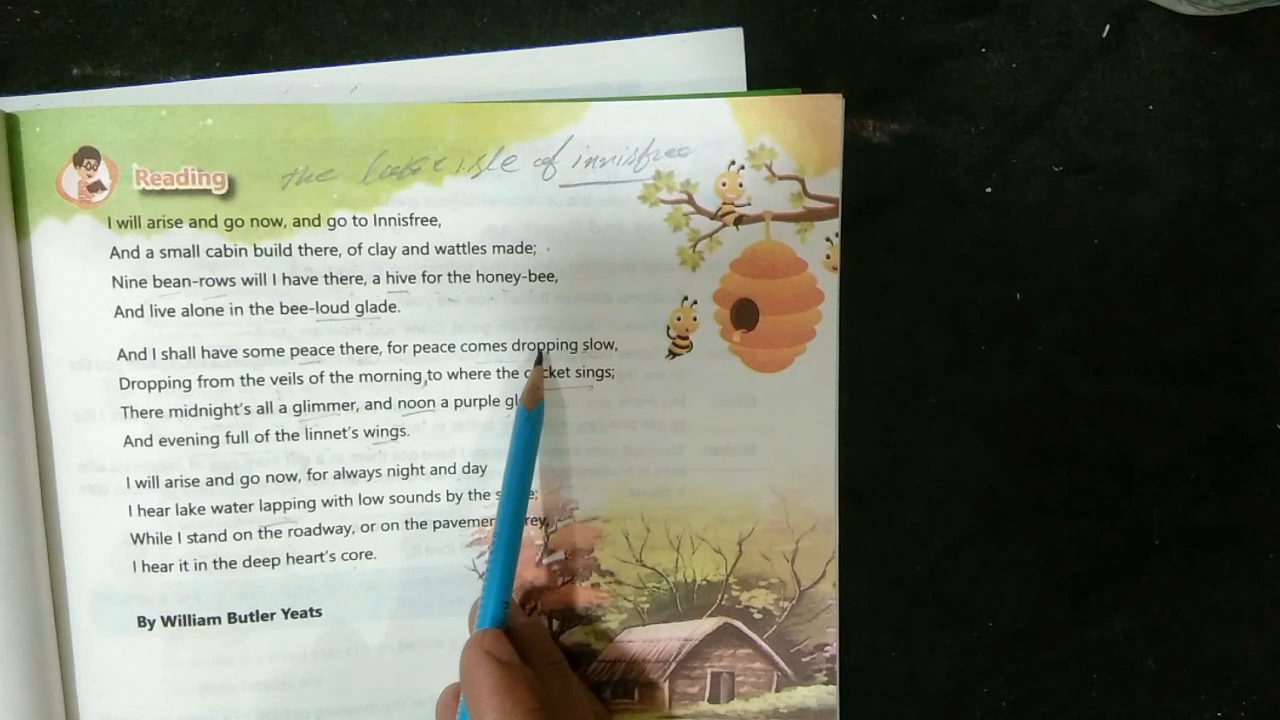 Reading
the lake isle of innisfree
I will arise and go now, and go to Innisfree,
And a small cabin build there, of clay and wattles made;
Nine bean-rows will I have there, a hive for the honey-bee,
And live alone in the bee-loud glade.
And I shall have some peace there, for peace comes dropping slow,
Dropping from the veils of the morning to where the cket sings;
There midnight's all a glimmer, and noon a purple gl
And evening full of the linnet's wings.
I will arise and go now, for always night and day
I hear lake water lapping with low sounds by the s e;
While I stand on the roadway, or on the pavemen rey,
I hear it in the deep heart's core.
By William Butler Yeats